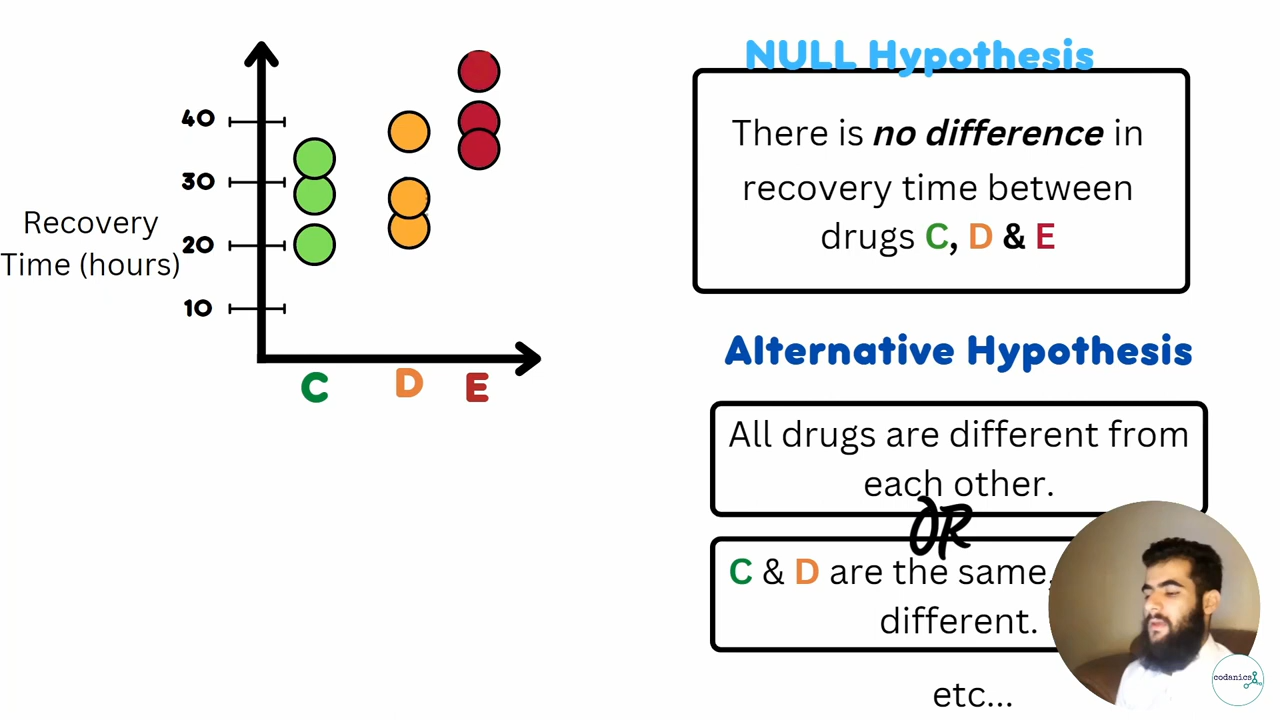 NULL Hypothesis
There is no difference in
recovery time between
drugs C, D & E
40
30
20
10
Recovery
Time (hours)
C
D
E
Alternative Hypothesis
All drugs are different from
each other.
OR
C & D are the same,
different.
etc...
codanics